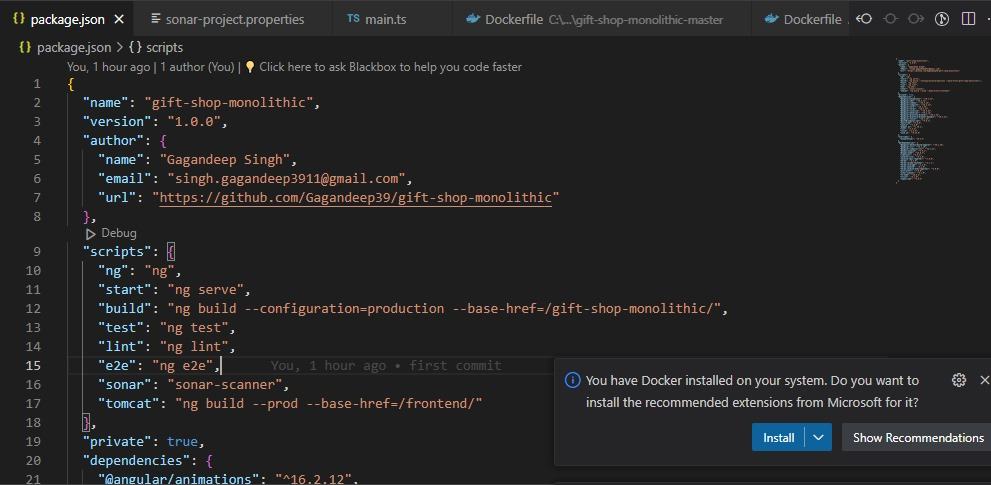 package.json
sonar-project.properties
TS main.ts
Dockerfile C:\...\gift-shop-monolithic-master
Dockerfile
package.json > {} scripts
You, 1 hour ago | 1 author (You) | Click here to ask Blackbox to help you code faster
1 {
2 "name": "gift-shop-monolithic",
3 "version": "1.0.0",
4 "author": {
5 "name": "Gagandeep Singh",
6 "email": "singh.gagandeep3911@gmail.com",
7 "url": "https://github.com/Gagandeep39/gift-shop-monolithic"
8 },
Debug
9 "scripts": {
10 "ng": "ng",
11 "start": "ng serve",
12 "build": "ng build --configuration=production --base-href=/gift-shop-monolithic/",
13 "test": "ng test",
14 "lint": "ng lint",
15 "e2e": "ng e2e", You, 1 hour ago • first commit
16 "sonar": "sonar-scanner",
17 "tomcat": "ng build --prod --base-href=/frontend/"
18 },
19 "private": true,
20 "dependencies": {
21 "@angular/animations": "^16.2.12",
You have Docker installed on your system. Do you want to
install the recommended extensions from Microsoft for it?
Install
Show Recommendations